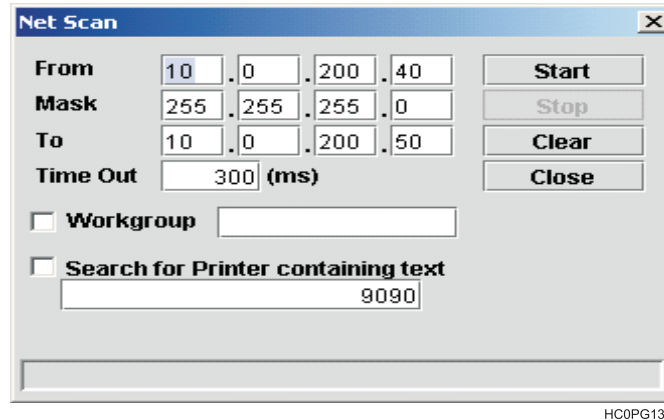 Net Scan
From 10 . 0 . 200 . 40 Start
Mask 255 . 255 . 255 . 0 Stop
To 10 . 0 . 200 . 50 Clear
Time Out 300 (ms) Close
Workgroup
Search for Printer containing text
9090
HC0PG13